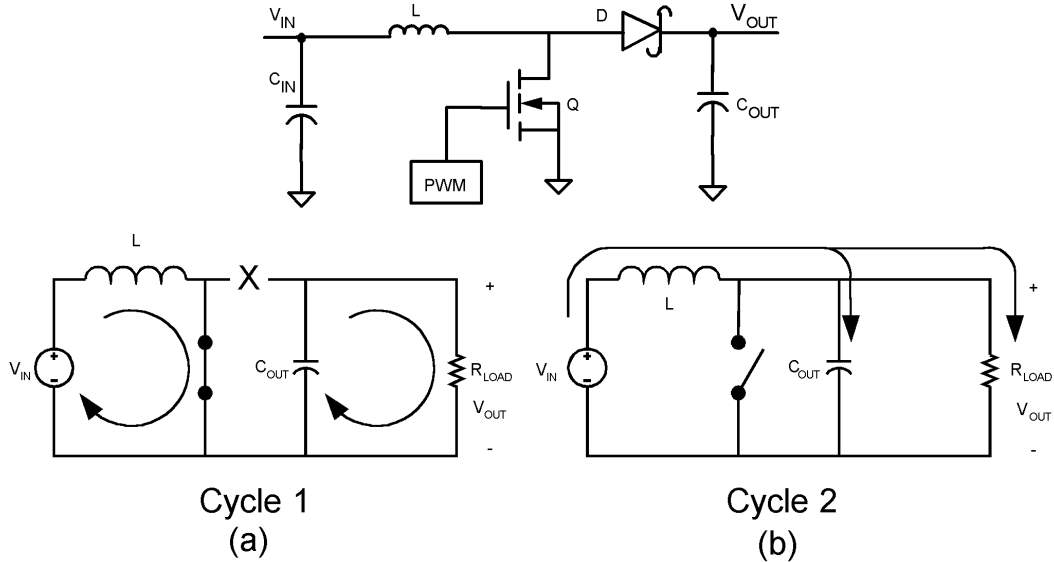 V_IN L D V_OUT
C_IN Q C_OUT
PWM
L
X +
V_IN + - C_OUT R_LOAD
V_OUT
-
Cycle 1
(a)
L +
V_IN + - C_OUT R_LOAD
V_OUT
-
Cycle 2
(b)